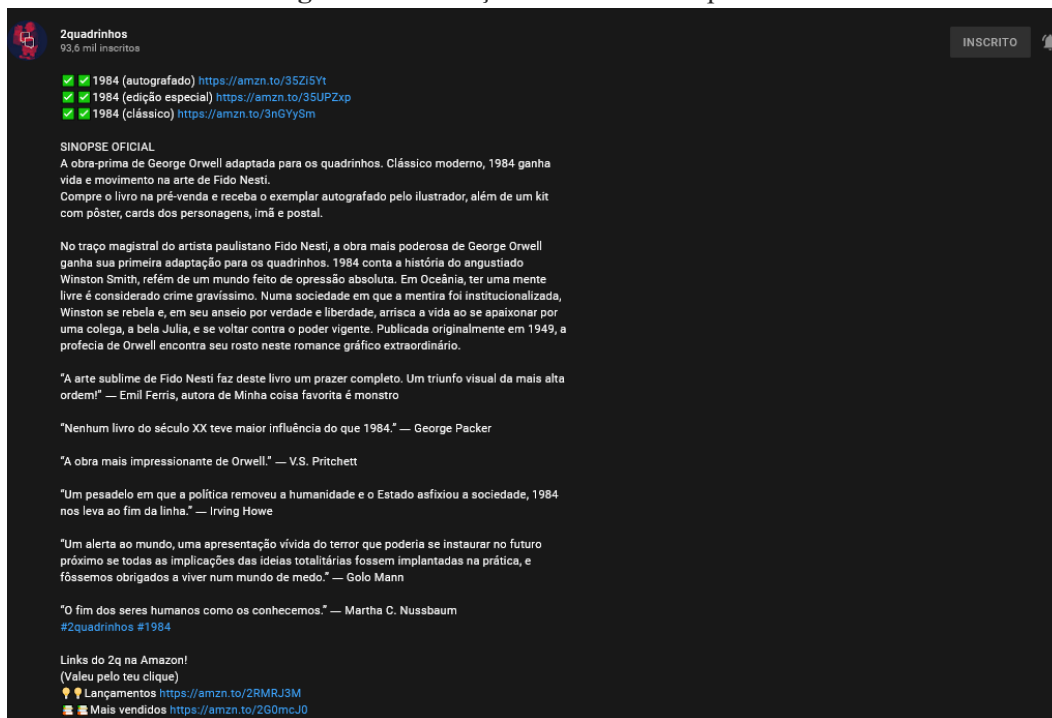 2quadrinhos
93,6 mil inscritos
INSCRITO
✅ ✅ 1984 (autografado) https://amzn.to/35Zi5Yt
✅ ✅ 1984 (edição especial) https://amzn.to/35UPZxp
✅ ✅ 1984 (clássico) https://amzn.to/3nGYySm
SINOPSE OFICIAL
A obra-prima de George Orwell adaptada para os quadrinhos. Clássico moderno, 1984 ganha
vida e movimento na arte de Fido Nesti.
Compre o livro na pré-venda e receba o exemplar autografado pelo ilustrador, além de um kit
com pôster, cards dos personagens, imã e postal.
No traço magistral do artista paulistano Fido Nesti, a obra mais poderosa de George Orwell
ganha sua primeira adaptação para os quadrinhos. 1984 conta a história do angustiado
Winston Smith, refém de um mundo feito de opressão absoluta. Em Oceânia, ter uma mente
livre é considerado crime gravíssimo. Numa sociedade em que a mentira foi institucionalizada,
Winston se rebela e, em seu anseio por verdade e liberdade, arrisca a vida ao se apaixonar por
uma colega, a bela Julia, e se voltar contra o poder vigente. Publicada originalmente em 1949, a
profecia de Orwell encontra seu rosto neste romance gráfico extraordinário.
“A arte sublime de Fido Nesti faz deste livro um prazer completo. Um triunfo visual da mais alta
ordem!” — Emil Ferris, autora de Minha coisa favorita é monstro
“Nenhum livro do século XX teve maior influência do que 1984.” — George Packer
“A obra mais impressionante de Orwell.” — V.S. Pritchett
“Um pesadelo em que a política removeu a humanidade e o Estado asfixiou a sociedade, 1984
nos leva ao fim da linha.” — Irving Howe
“Um alerta ao mundo, uma apresentação vívida do terror que poderia se instaurar no futuro
próximo se todas as implicações das ideias totalitárias fossem implantadas na prática, e
fôssemos obrigados a viver num mundo de medo.” — Golo Mann
“O fim dos seres humanos como os conhecemos.” — Martha C. Nussbaum
#2quadrinhos #1984
Links do 2q na Amazon!
(Valeu pelo teu clique)
Lançamentos https://amzn.to/2RMRJ3M
Mais vendidos https://amzn.to/2G0mcJ0